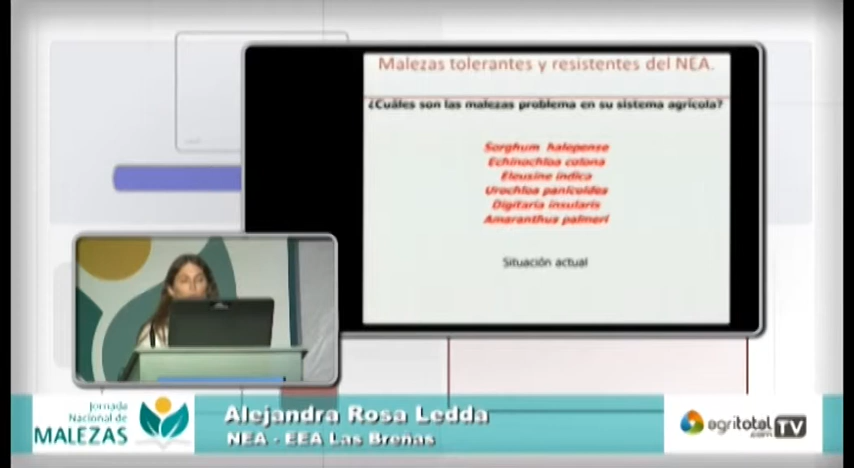 Malezas tolerantes y resistentes del NEA.
¿Cuáles son las malezas problema en su sistema agrícola?
Sorghum halepense
Echinochloa colona
Eleusine indica
Urochloa panicoides
Digitaria insularis
Amaranthus palmeri
Situación actual
Jornada
Nacional de
MALEZAS
Alejandra Rosa Ledda
NEA - EEA Las Breñas
agritotal
.com
TV